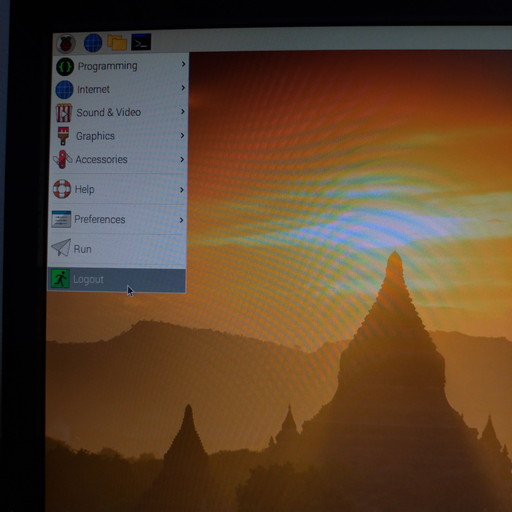 Programming
Internet
Sound & Video
Graphics
Accessories
Help
Preferences
Run
Logout